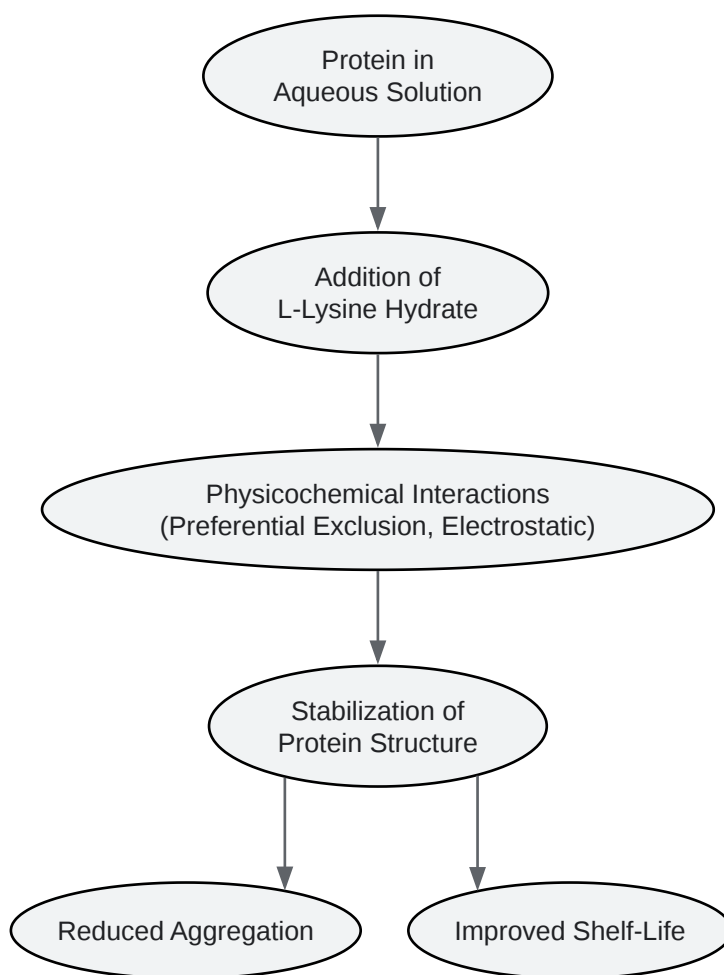 Protein in
Aqueous Solution
Addition of
L-Lysine Hydrate
Physicochemical Interactions
(Preferential Exclusion, Electrostatic)
Stabilization of
Protein Structure
Reduced Aggregation
Improved Shelf-Life